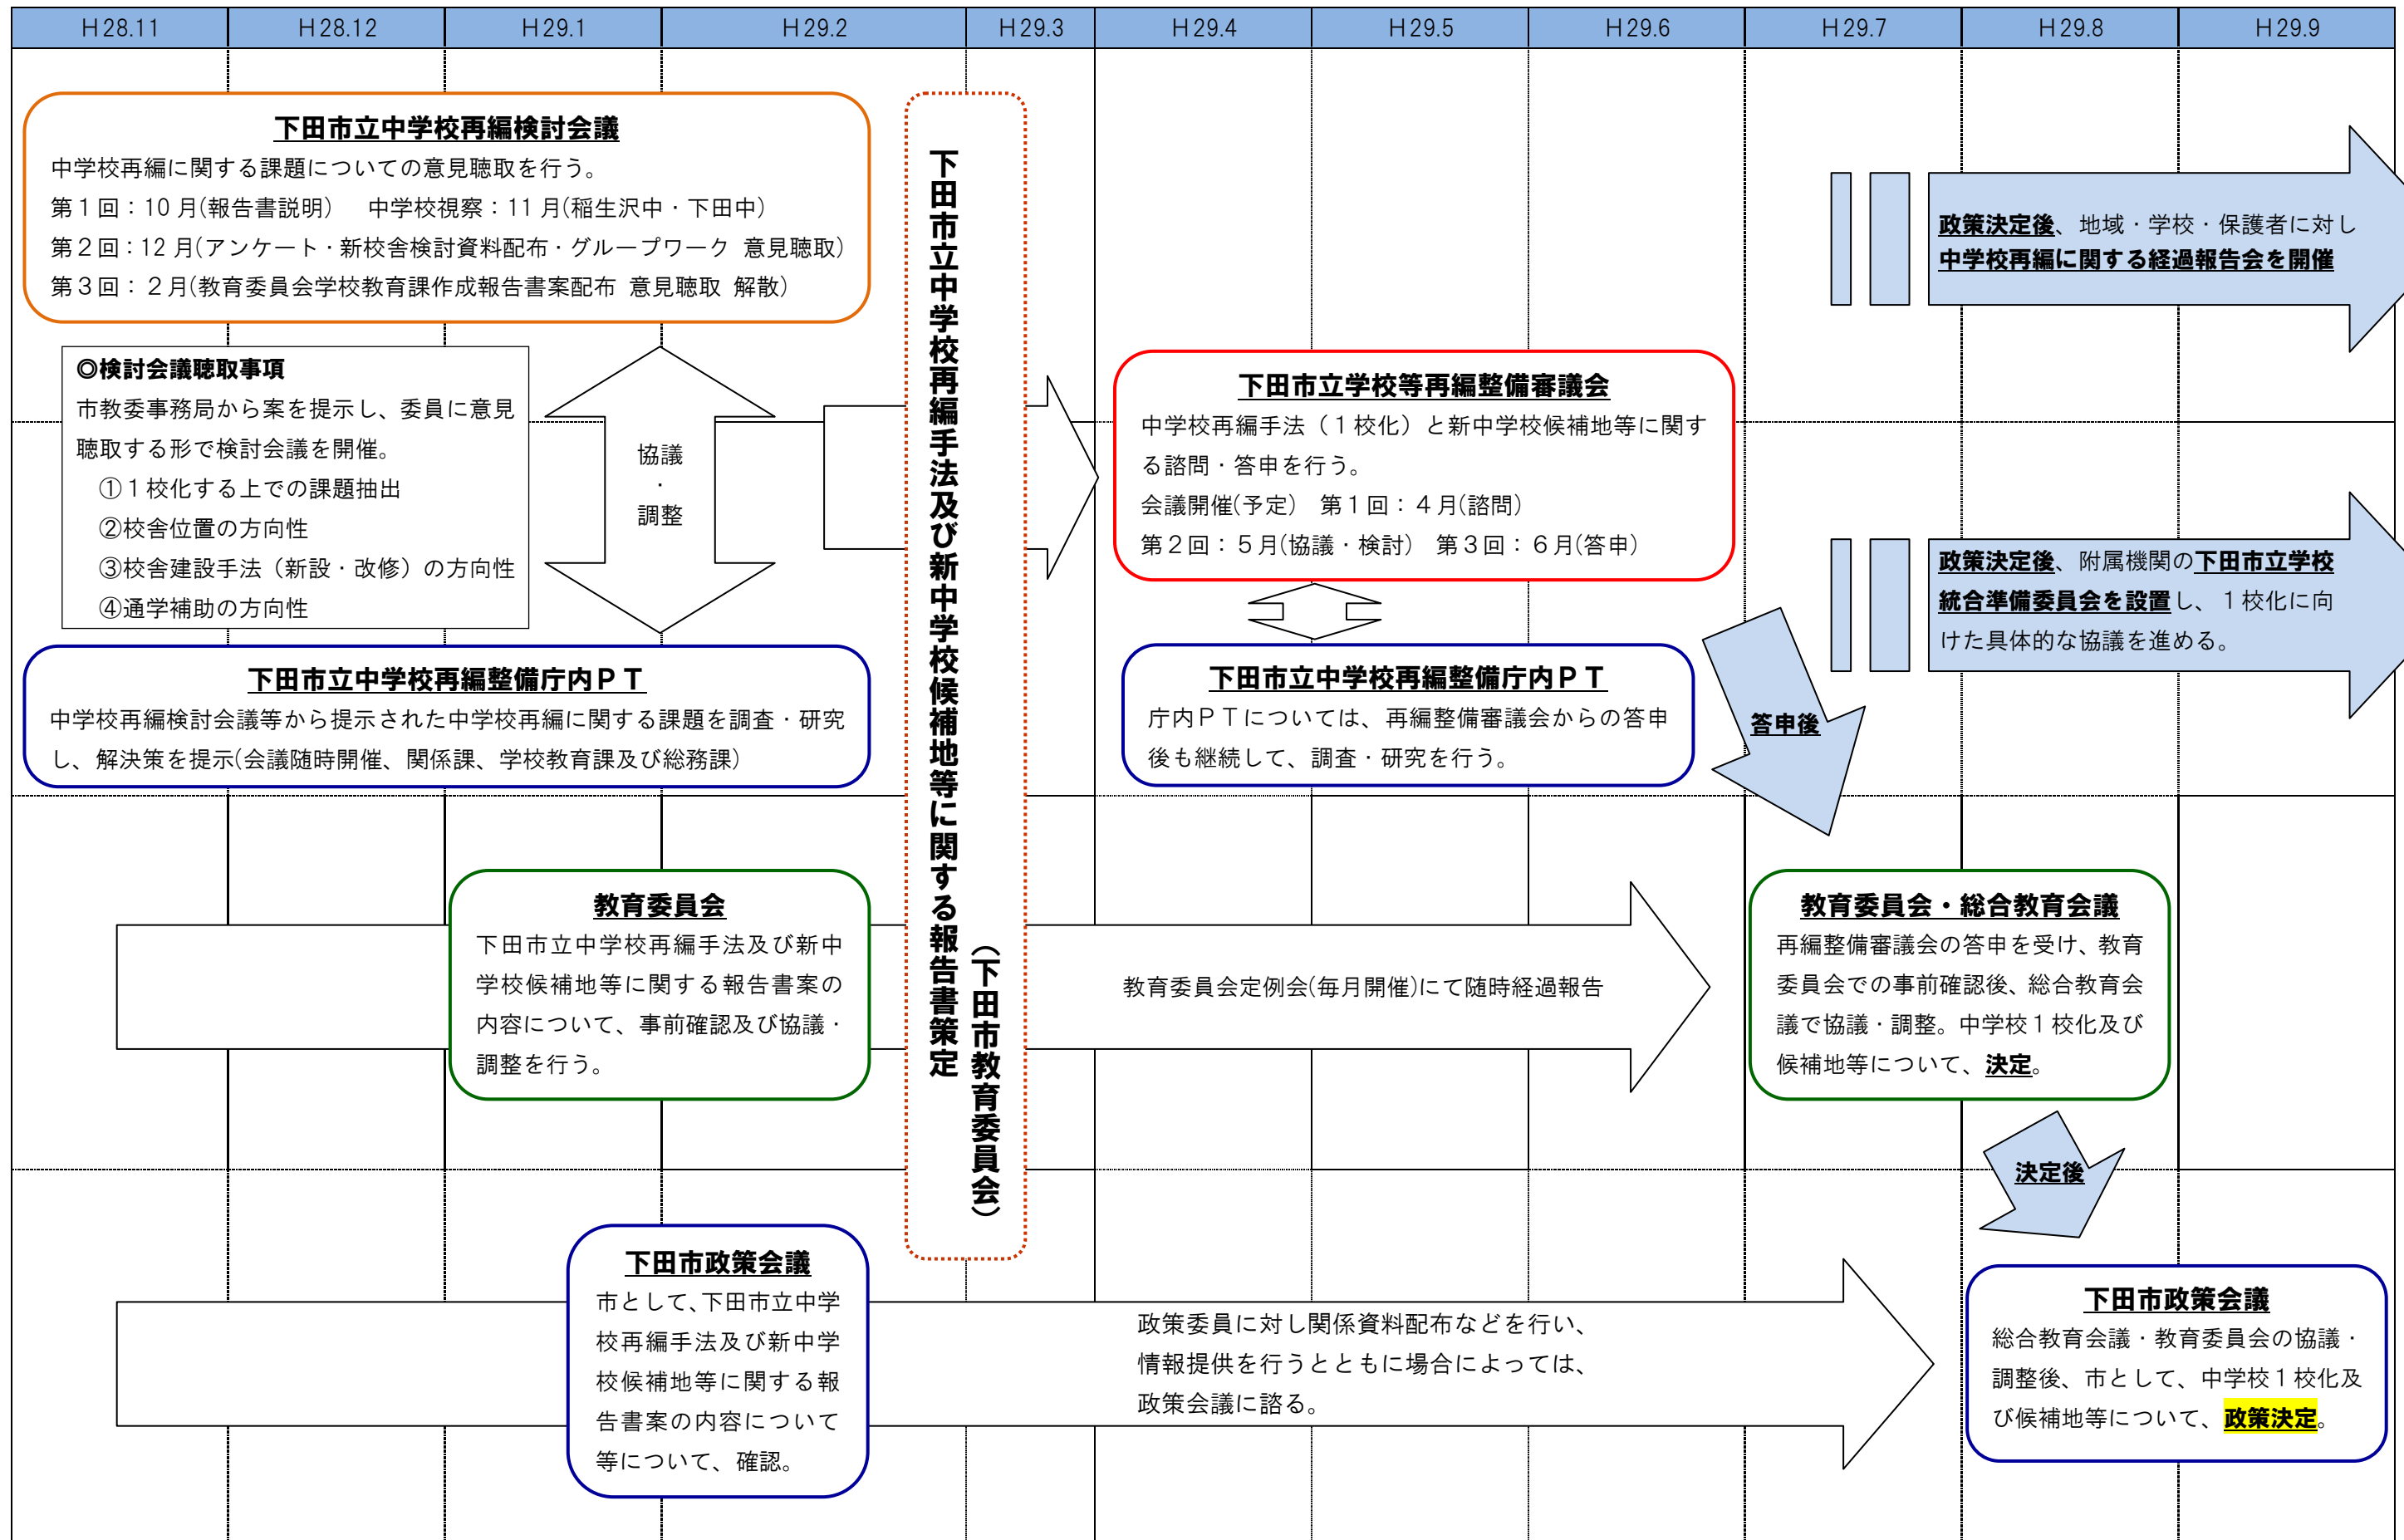 H28.11
H28.12
H29.1
H29.2
H29.3
H29.4
H29.5
H29.6
H29.7
H29.8
H29.9
下田市立中学校再編検討会議
中学校再編に関する課題についての意見聴取を行う。
第１回：10月(報告書説明)　中学校視察：11月(稲生沢中・下田中)
第２回：12月(アンケート・新校舎検討資料配布・グループワーク 意見聴取)
第３回：２月(教育委員会学校教育課作成報告書案配布 意見聴取 解散)
◎検討会議聴取事項
市教委事務局から案を提示し、委員に意見
聴取する形で検討会議を開催。
①１校化する上での課題抽出
②校舎位置の方向性
③校舎建設手法（新設・改修）の方向性
④通学補助の方向性
協議
・
調整
下田市立中学校再編整備庁内ＰＴ
中学校再編検討会議等から提示された中学校再編に関する課題を調査・研究
し、解決策を提示(会議随時開催、関係課、学校教育課及び総務課)
教育委員会
下田市立中学校再編手法及び新中
学校候補地等に関する報告書案の
内容について、事前確認及び協議・
調整を行う。
下田市政策会議
市として、下田市立中学
校再編手法及び新中学
校候補地等に関する報
告書案の内容について
等について、確認。
下田市立中学校再編手法及び新中学校候補地等に関する報告書策定
（下田市教育委員会）
下田市立学校等再編整備審議会
中学校再編手法（１校化）と新中学校候補地等に関す
る諮問・答申を行う。
会議開催(予定)　第１回：４月(諮問)
第２回：５月(協議・検討)　第３回：６月(答申)
下田市立中学校再編整備庁内ＰＴ
庁内ＰＴについては、再編整備審議会からの答申
後も継続して、調査・研究を行う。
答申後
教育委員会定例会(毎月開催)にて随時経過報告
政策委員に対し関係資料配布などを行い、
情報提供を行うとともに場合によっては、
政策会議に諮る。
政策決定後、地域・学校・保護者に対し
中学校再編に関する経過報告会を開催
政策決定後、附属機関の下田市立学校
統合準備委員会を設置し、１校化に向
けた具体的な協議を進める。
教育委員会・総合教育会議
再編整備審議会の答申を受け、教育
委員会での事前確認後、総合教育会
議で協議・調整。中学校１校化及び
候補地等について、決定。
決定後
下田市政策会議
総合教育会議・教育委員会の協議・
調整後、市として、中学校１校化及
び候補地等について、政策決定。